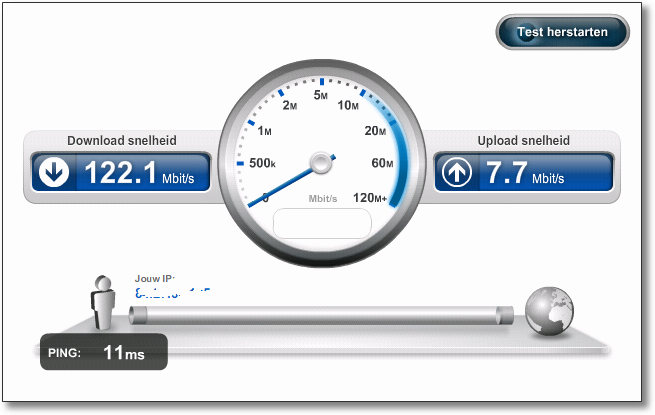 Test herstarten
Download snelheid
122.1 Mbit/s
Upload snelheid
7.7 Mbit/s
5M
2M
10M
1M
20M
500k
60M
0
Mbit/s
120M+
Jouw IP:
PING: 11ms